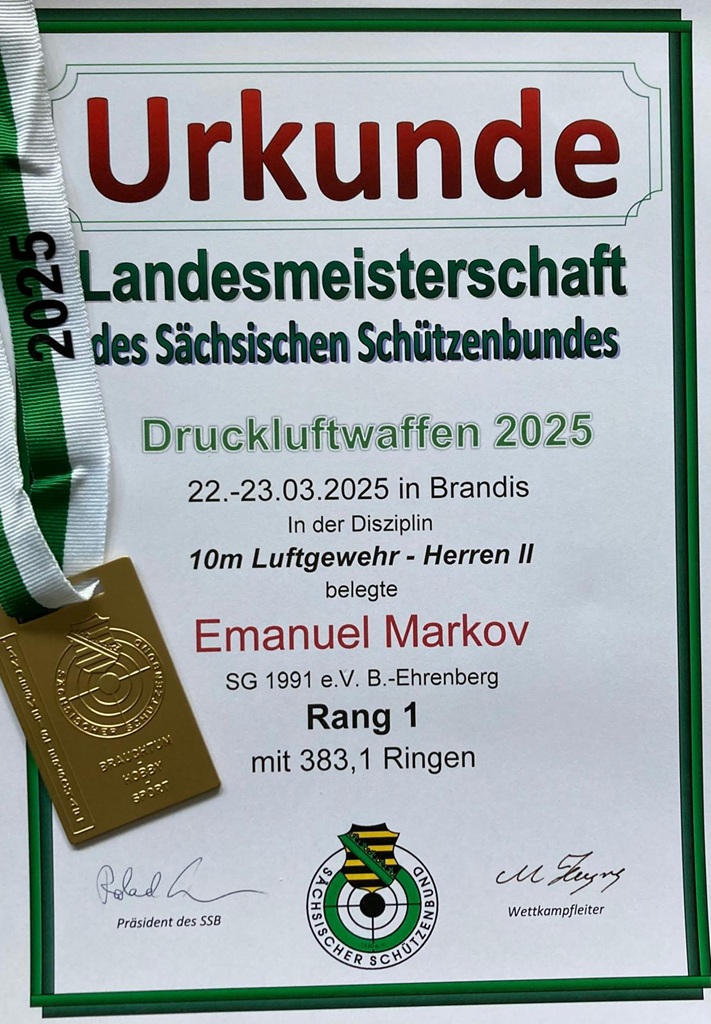 Urkunde
Landesmeisterschaft
des Sächsischen Schützenbundes
Druckluftwaffen 2025
22.-23.03.2025 in Brandis
In der Disziplin
10m Luftgewehr - Herren II
belegte
Emanuel Markov
SG 1991 e.V. B.-Ehrenberg
Rang 1
mit 383,1 Ringen
2025
SÄCHSISCHER SCHÜTZEN
BRAUCHTUM
HOBBY
SPORT
Präsident des SSB
SÄCHSISCHER SCHÜTZENBUND
Wettkampfleiter